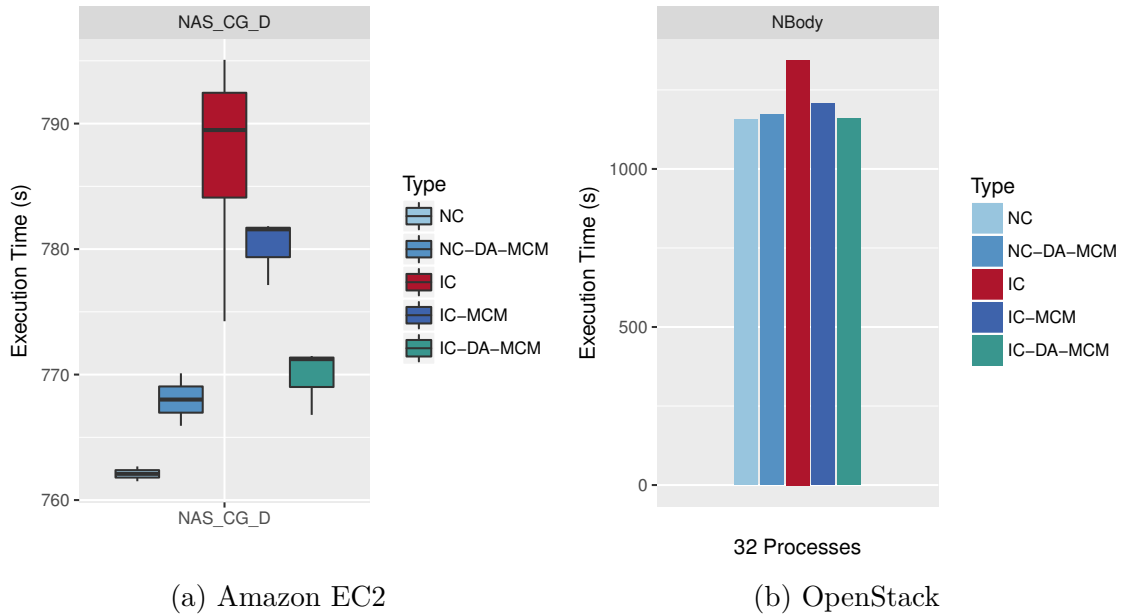 NAS_CG_D
Execution Time (s)
790
780
770
760
NAS_CG_D
Type
NC
NC-DA-MCM
IC
IC-MCM
IC-DA-MCM
(a) Amazon EC2
NBody
Execution Time (s)
1000
500
0
32 Processes
Type
NC
NC-DA-MCM
IC
IC-MCM
IC-DA-MCM
(b) OpenStack